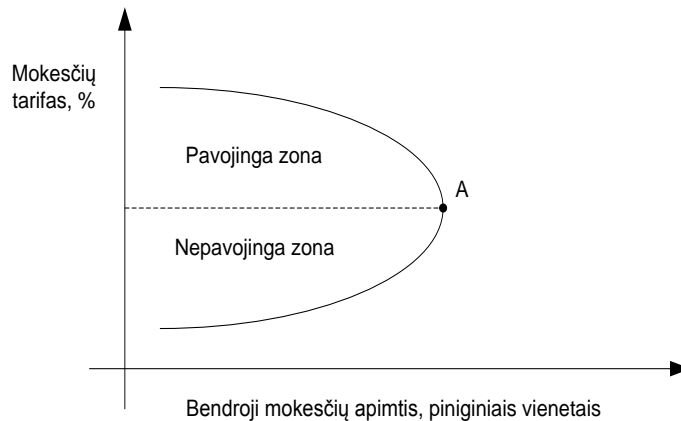 Mokesčių
tarifas, %
Pavojinga zona
A
Nepavojinga zona
Bendroji mokesčių apimtis, piniginiais vienetais